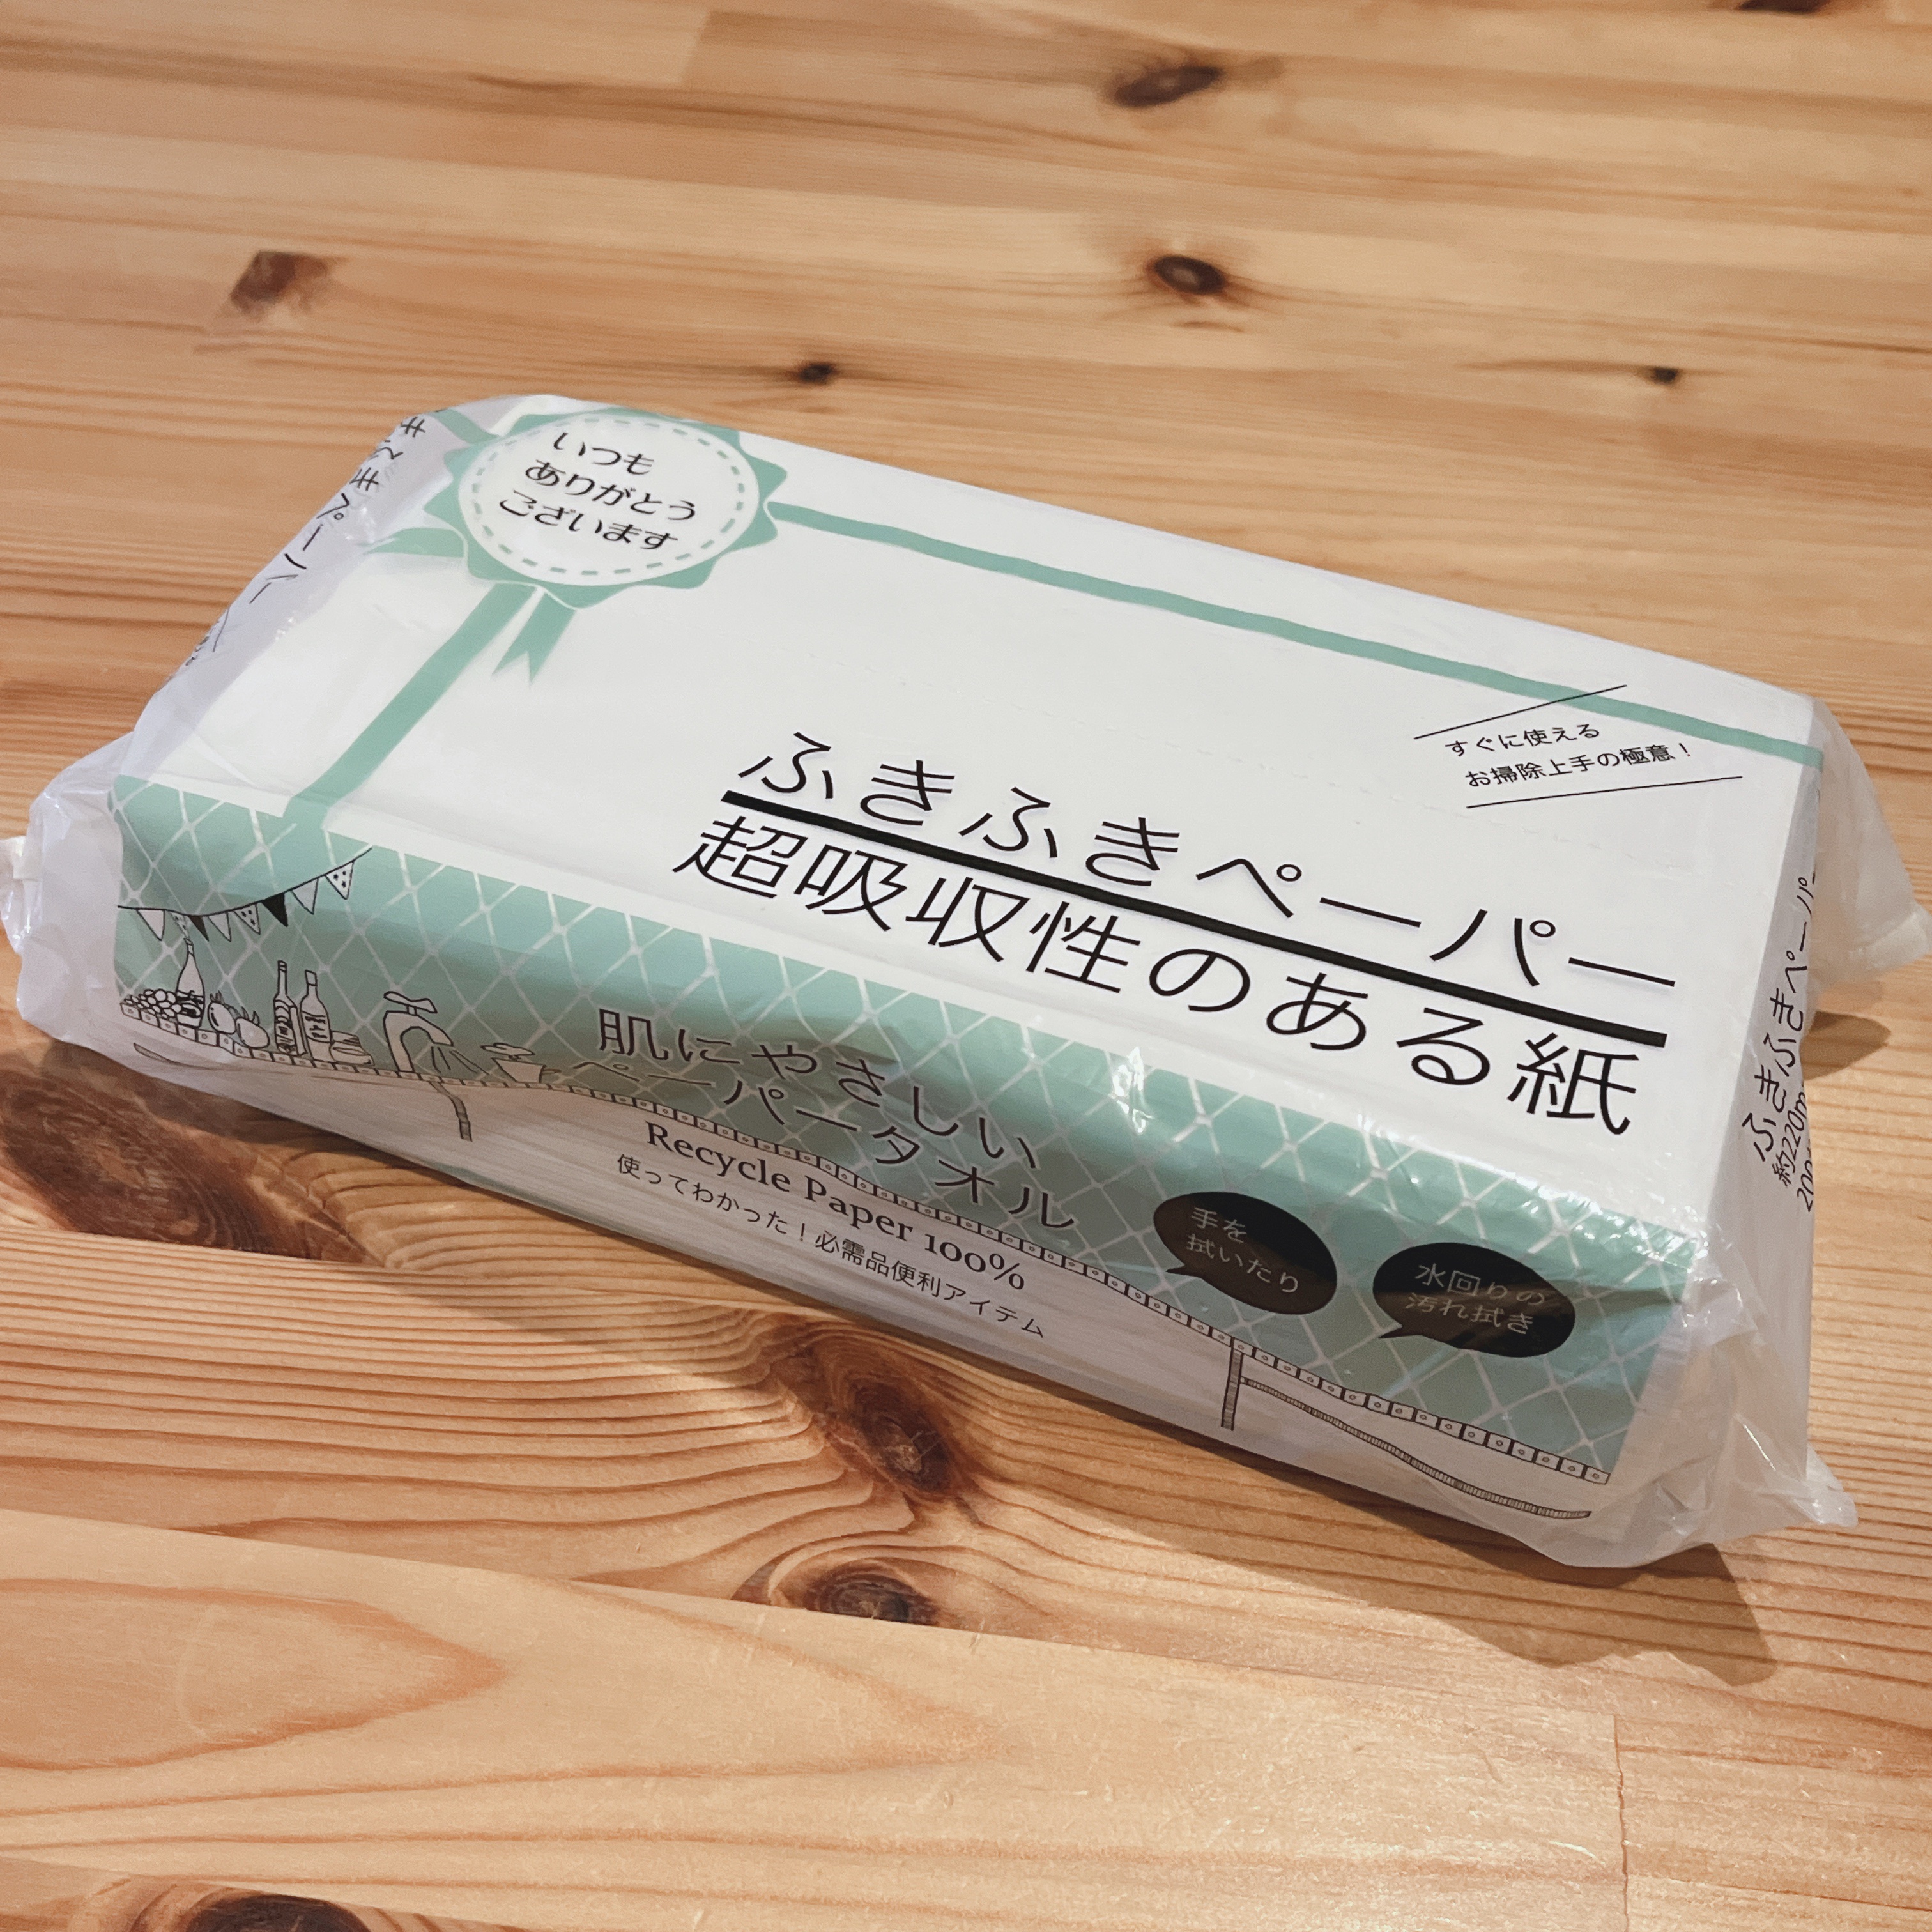 いつも
ありがとう
ございます
すぐに使える
お掃除上手の極意!
ふきふきペーパー
超吸収性のある紙
肌にやさしい
ペーパータオル
Recycle Paper 100%
使ってわかった!必需品便利アイテム
手を
拭いたり
水回りの
汚れ拭き
ふきふきペーパー
約220m